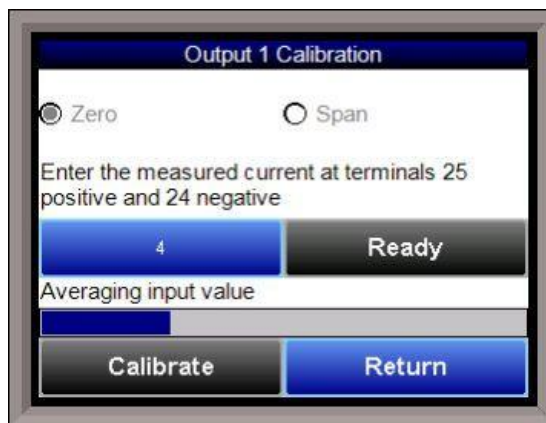 Output 1 Calibration
Zero
Span
Enter the measured current at terminals 25
positive and 24 negative
4
Ready
Averaging input value
Calibrate
Return